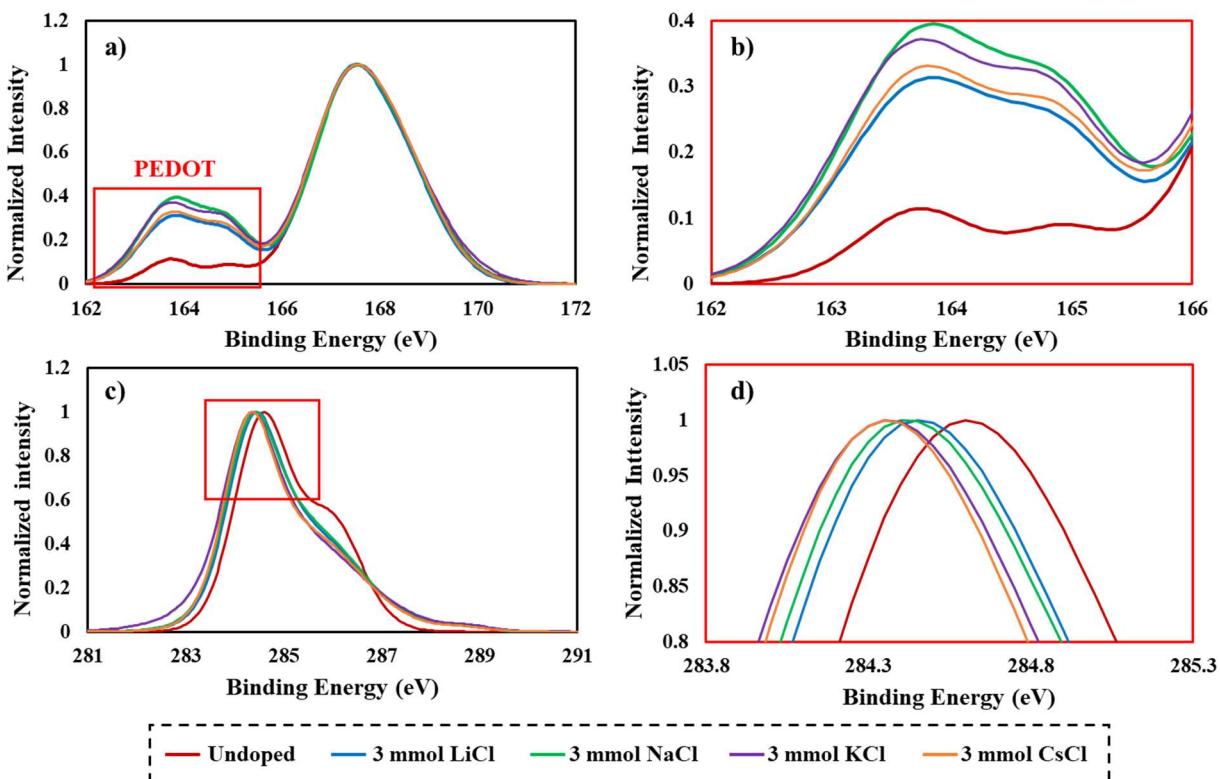 a)
1.2
1
0.8
0.6
0.4
0.2
0
Normalized Intensity
PEDOT
162 164 166 168 170 172
Binding Energy (eV)
b)
0.4
0.3
0.2
0.1
0
Normalized Intensity
162 163 164 165 166
Binding Energy (eV)
c)
1.2
1
0.8
0.6
0.4
0.2
0
Normalized intensity
281 283 285 287 289 291
Binding Energy (eV)
d)
1.05
1
0.95
0.9
0.85
0.8
Normlalized Inttensity
283.8 284.3 284.8 285.3
Binding Energy (eV)
Undoped 3 mmol LiCl 3 mmol NaCl 3 mmol KCl 3 mmol CsCl